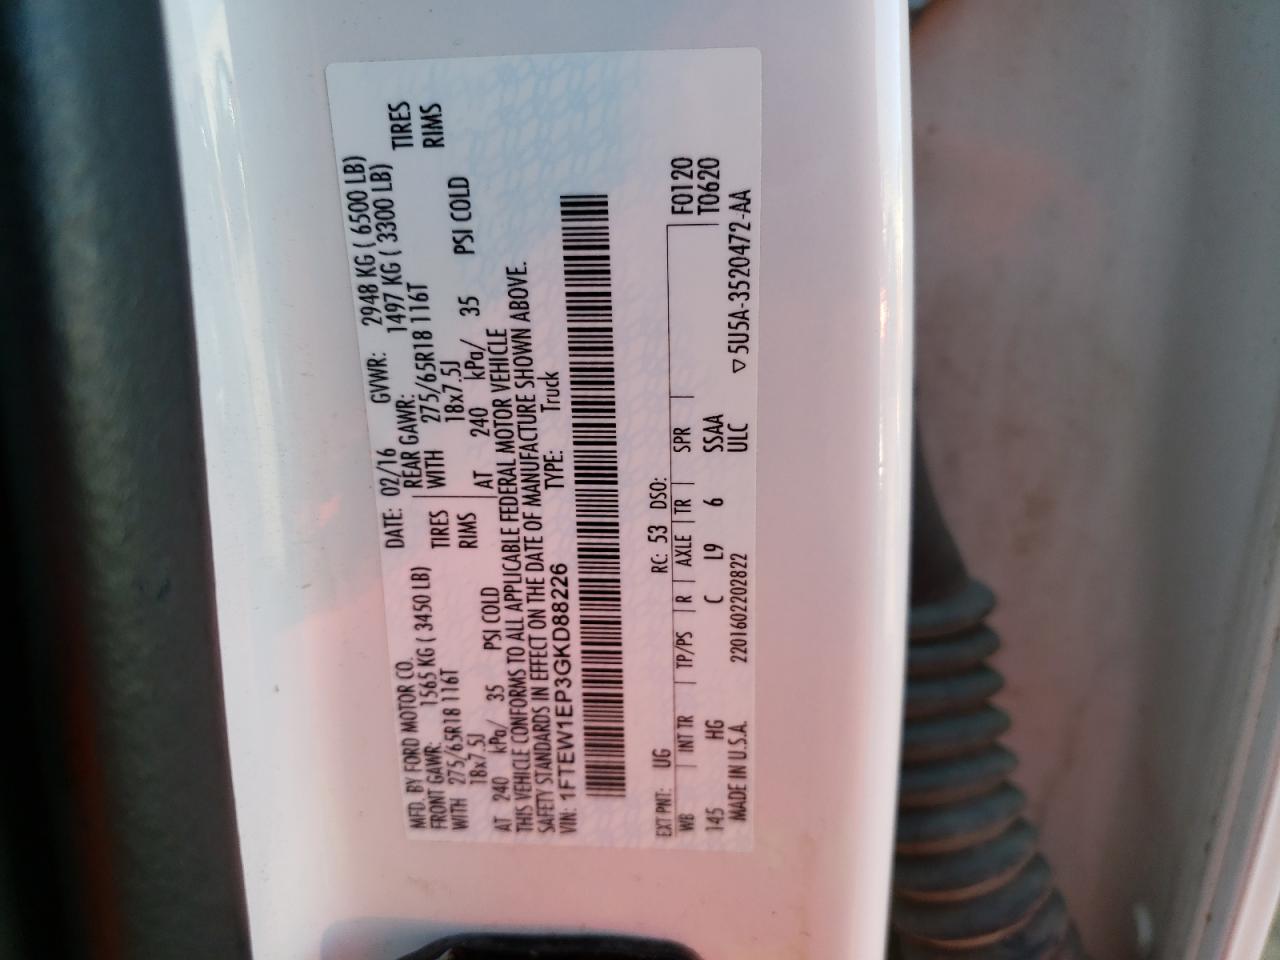 MFD. BY FORD MOTOR CO. DATE: 02/16 GVWR: 2948 KG ( 6500 LB)
FRONT GAWR: 1565 KG ( 3450 LB) REAR GAWR: 1497 KG ( 3300 LB)
WITH 275/65R18 116T TIRES WITH 275/65R18 116T TIRES
18x7.5J RIMS 18x7.5J RIMS
AT 240 kPa/ 35 PSI COLD AT 240 kPa/ 35 PSI COLD
THIS VEHICLE CONFORMS TO ALL APPLICABLE FEDERAL MOTOR VEHICLE
SAFETY STANDARDS IN EFFECT ON THE DATE OF MANUFACTURE SHOWN ABOVE.
VIN: 1FTEW1EP3GKD88226 TYPE: Truck
EXT PNT: UG RC: 53 DSO:
WB INT TR TP/PS R AXLE TR SPR F0120
145 HG C L9 6 SSAA T0620
MADE IN U.S.A. 2201602202822 ULC ▽5U5A-3520472-AA